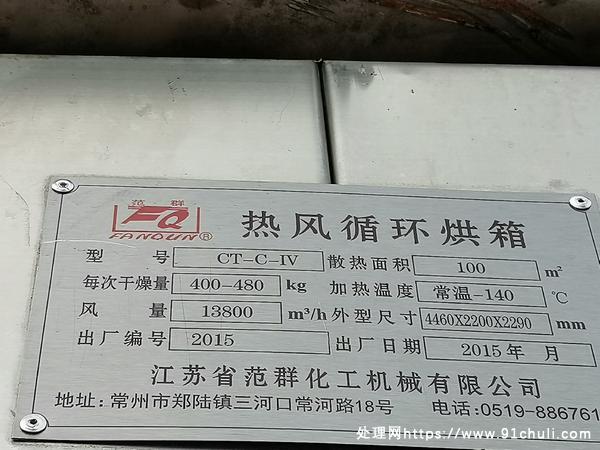 范群
FQ
FANQUN®
热风循环烘箱
型 号 CT-C-IV 散热面积 100 m²
每次干燥量 400-480 kg 加热温度 常温-140 ℃
风 量 13800 m³/h 外型尺寸 4460X2200X2290 mm
出厂编号 2015 出厂日期 2015年 月
江苏省范群化工机械有限公司
地址：常州市郑陆镇三河口常河路18号 电话：0519-886761
处理网https://www.91chuli.com/